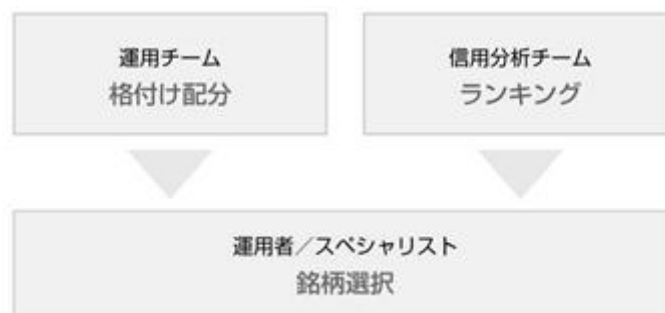 運用チーム
格付け配分
信用分析チーム
ランキング
運用者／スペシャリスト
銘柄選択